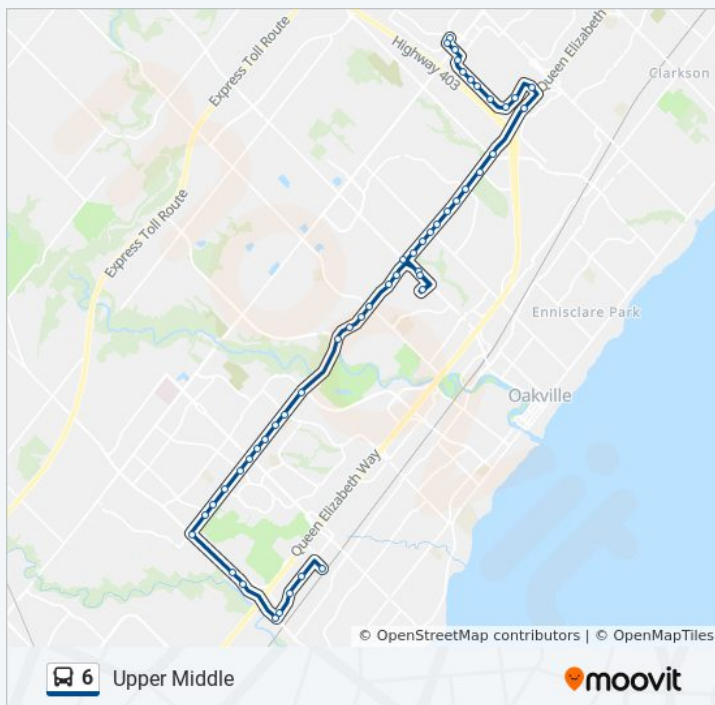 Express Toll Route
Highway 403
Queen Elizabeth
Clarkson
Express Toll Route
Ennisclare Park
Oakville
Queen Elizabeth Way
© OpenStreetMap contributors | © OpenMapTiles
6 Upper Middle
moovit